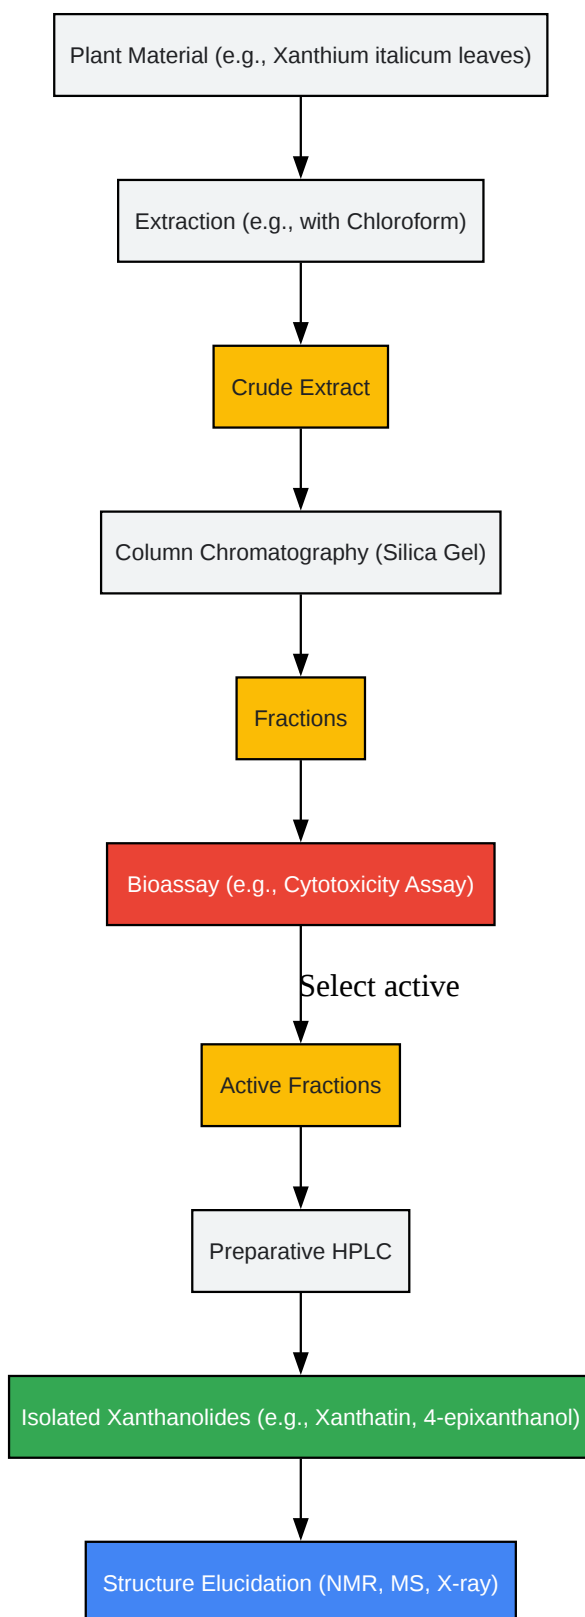 Plant Material (e.g., Xanthium italicum leaves)
Extraction (e.g., with Chloroform)
Crude Extract
Column Chromatography (Silica Gel)
Fractions
Bioassay (e.g., Cytotoxicity Assay)
Select active
Active Fractions
Preparative HPLC
Isolated Xanthanolides (e.g., Xanthatin, 4-epixanthanol)
Structure Elucidation (NMR, MS, X-ray)